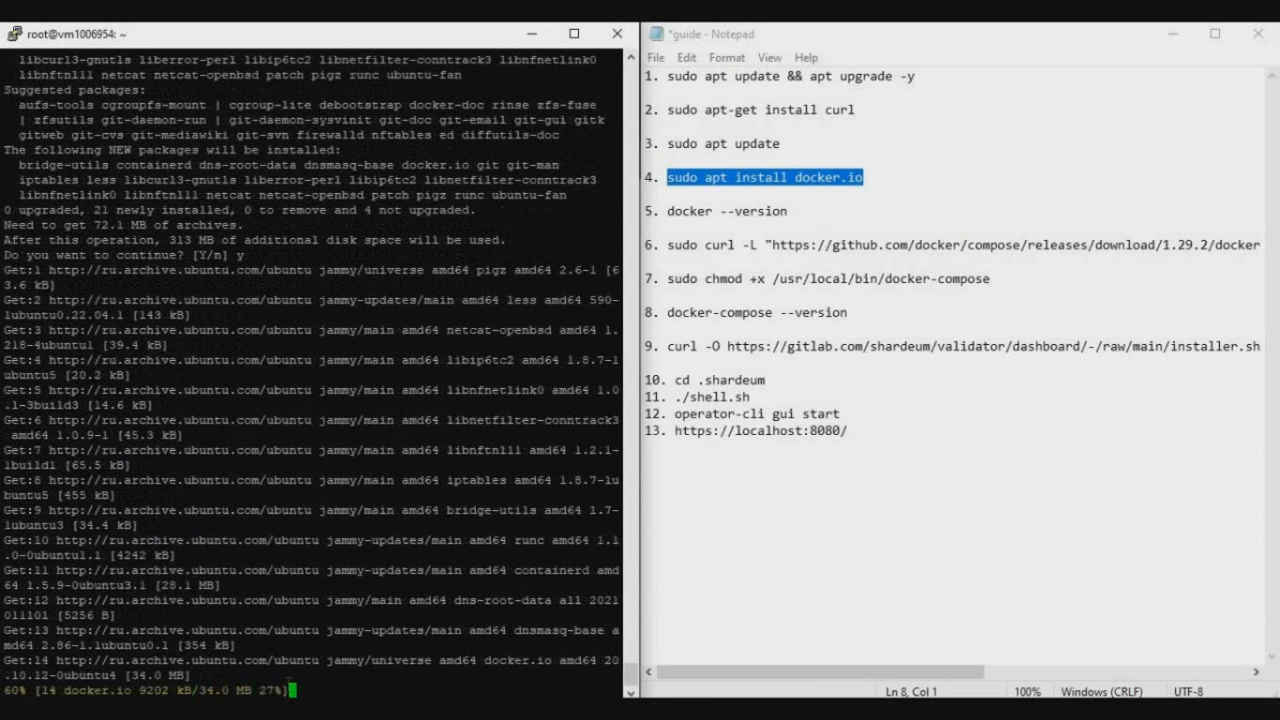 root@vm1006954: ~
libcurl3-gnutls liberror-perl libip6tc2 libnetfilter-conntrack3 libnfnetlink0
libnftnl11 netcat netcat-openbsd patch pigz runc ubuntu-fan
Suggested packages:
aufs-tools cgroupfs-mount | cgroup-lite debootstrap docker-doc rinse zfs-fuse
| zfsutils git-daemon-run | git-daemon-sysvinit git-doc git-email git-gui gitk
gitweb git-cvs git-mediawiki git-svn firewalld nftables ed diffutils-doc
The following NEW packages will be installed:
bridge-utils containerd dns-root-data dnsmasq-base docker.io git git-man
iptables less libcurl3-gnutls liberror-perl libip6tc2 libnetfilter-conntrack3
libnfnetlink0 libnftnl11 netcat netcat-openbsd patch pigz runc ubuntu-fan
0 upgraded, 21 newly installed, 0 to remove and 4 not upgraded.
Need to get 72.1 MB of archives.
After this operation, 313 MB of additional disk space will be used.
Do you want to continue? [Y/n] y
Get:1 http://ru.archive.ubuntu.com/ubuntu jammy/universe amd64 pigz amd64 2.6-1 [6
3.6 kB]
Get:2 http://ru.archive.ubuntu.com/ubuntu jammy-updates/main amd64 less amd64 590-
1ubuntu0.22.04.1 [143 kB]
Get:3 http://ru.archive.ubuntu.com/ubuntu jammy/main amd64 netcat-openbsd amd64 1.
218-4ubuntu1 [39.4 kB]
Get:4 http://ru.archive.ubuntu.com/ubuntu jammy/main amd64 libip6tc2 amd64 1.8.7-1
ubuntu5 [20.2 kB]
Get:5 http://ru.archive.ubuntu.com/ubuntu jammy/main amd64 libnfnetlink0 amd64 1.0
.1-3build3 [14.6 kB]
Get:6 http://ru.archive.ubuntu.com/ubuntu jammy/main amd64 libnetfilter-conntrack3
amd64 1.0.9-1 [45.3 kB]
Get:7 http://ru.archive.ubuntu.com/ubuntu jammy/main amd64 libnftnl11 amd64 1.2.1-
1build1 [65.5 kB]
Get:8 http://ru.archive.ubuntu.com/ubuntu jammy/main amd64 iptables amd64 1.8.7-1u
buntu5 [455 kB]
Get:9 http://ru.archive.ubuntu.com/ubuntu jammy/main amd64 bridge-utils amd64 1.7-
1ubuntu3 [34.4 kB]
Get:10 http://ru.archive.ubuntu.com/ubuntu jammy-updates/main amd64 runc amd64 1.1
.0-0ubuntu1.1 [4242 kB]
Get:11 http://ru.archive.ubuntu.com/ubuntu jammy-updates/main amd64 containerd amd
64 1.5.9-0ubuntu3.1 [28.1 MB]
Get:12 http://ru.archive.ubuntu.com/ubuntu jammy/main amd64 dns-root-data all 2021
011101 [5256 B]
Get:13 http://ru.archive.ubuntu.com/ubuntu jammy-updates/main amd64 dnsmasq-base a
md64 2.86-1.1ubuntu0.1 [354 kB]
Get:14 http://ru.archive.ubuntu.com/ubuntu jammy/universe amd64 docker.io amd64 20
.10.12-0ubuntu4 [34.0 MB]
60% [14 docker.io 9202 kB/34.0 MB 27%]
*guide - Notepad
File Edit Format View Help
1. sudo apt update && apt upgrade -y
2. sudo apt-get install curl
3. sudo apt update
4. sudo apt install docker.io
5. docker --version
6. sudo curl -L "https://github.com/docker/compose/releases/download/1.29.2/docker
7. sudo chmod +x /usr/local/bin/docker-compose
8. docker-compose --version
9. curl -O https://gitlab.com/shardeum/validator/dashboard/-/raw/main/installer.sh
10. cd .shardeum
11. ./shell.sh
12. operator-cli gui start
13. https://localhost:8080/
Ln 8, Col 1 100% Windows (CRLF) UTF-8